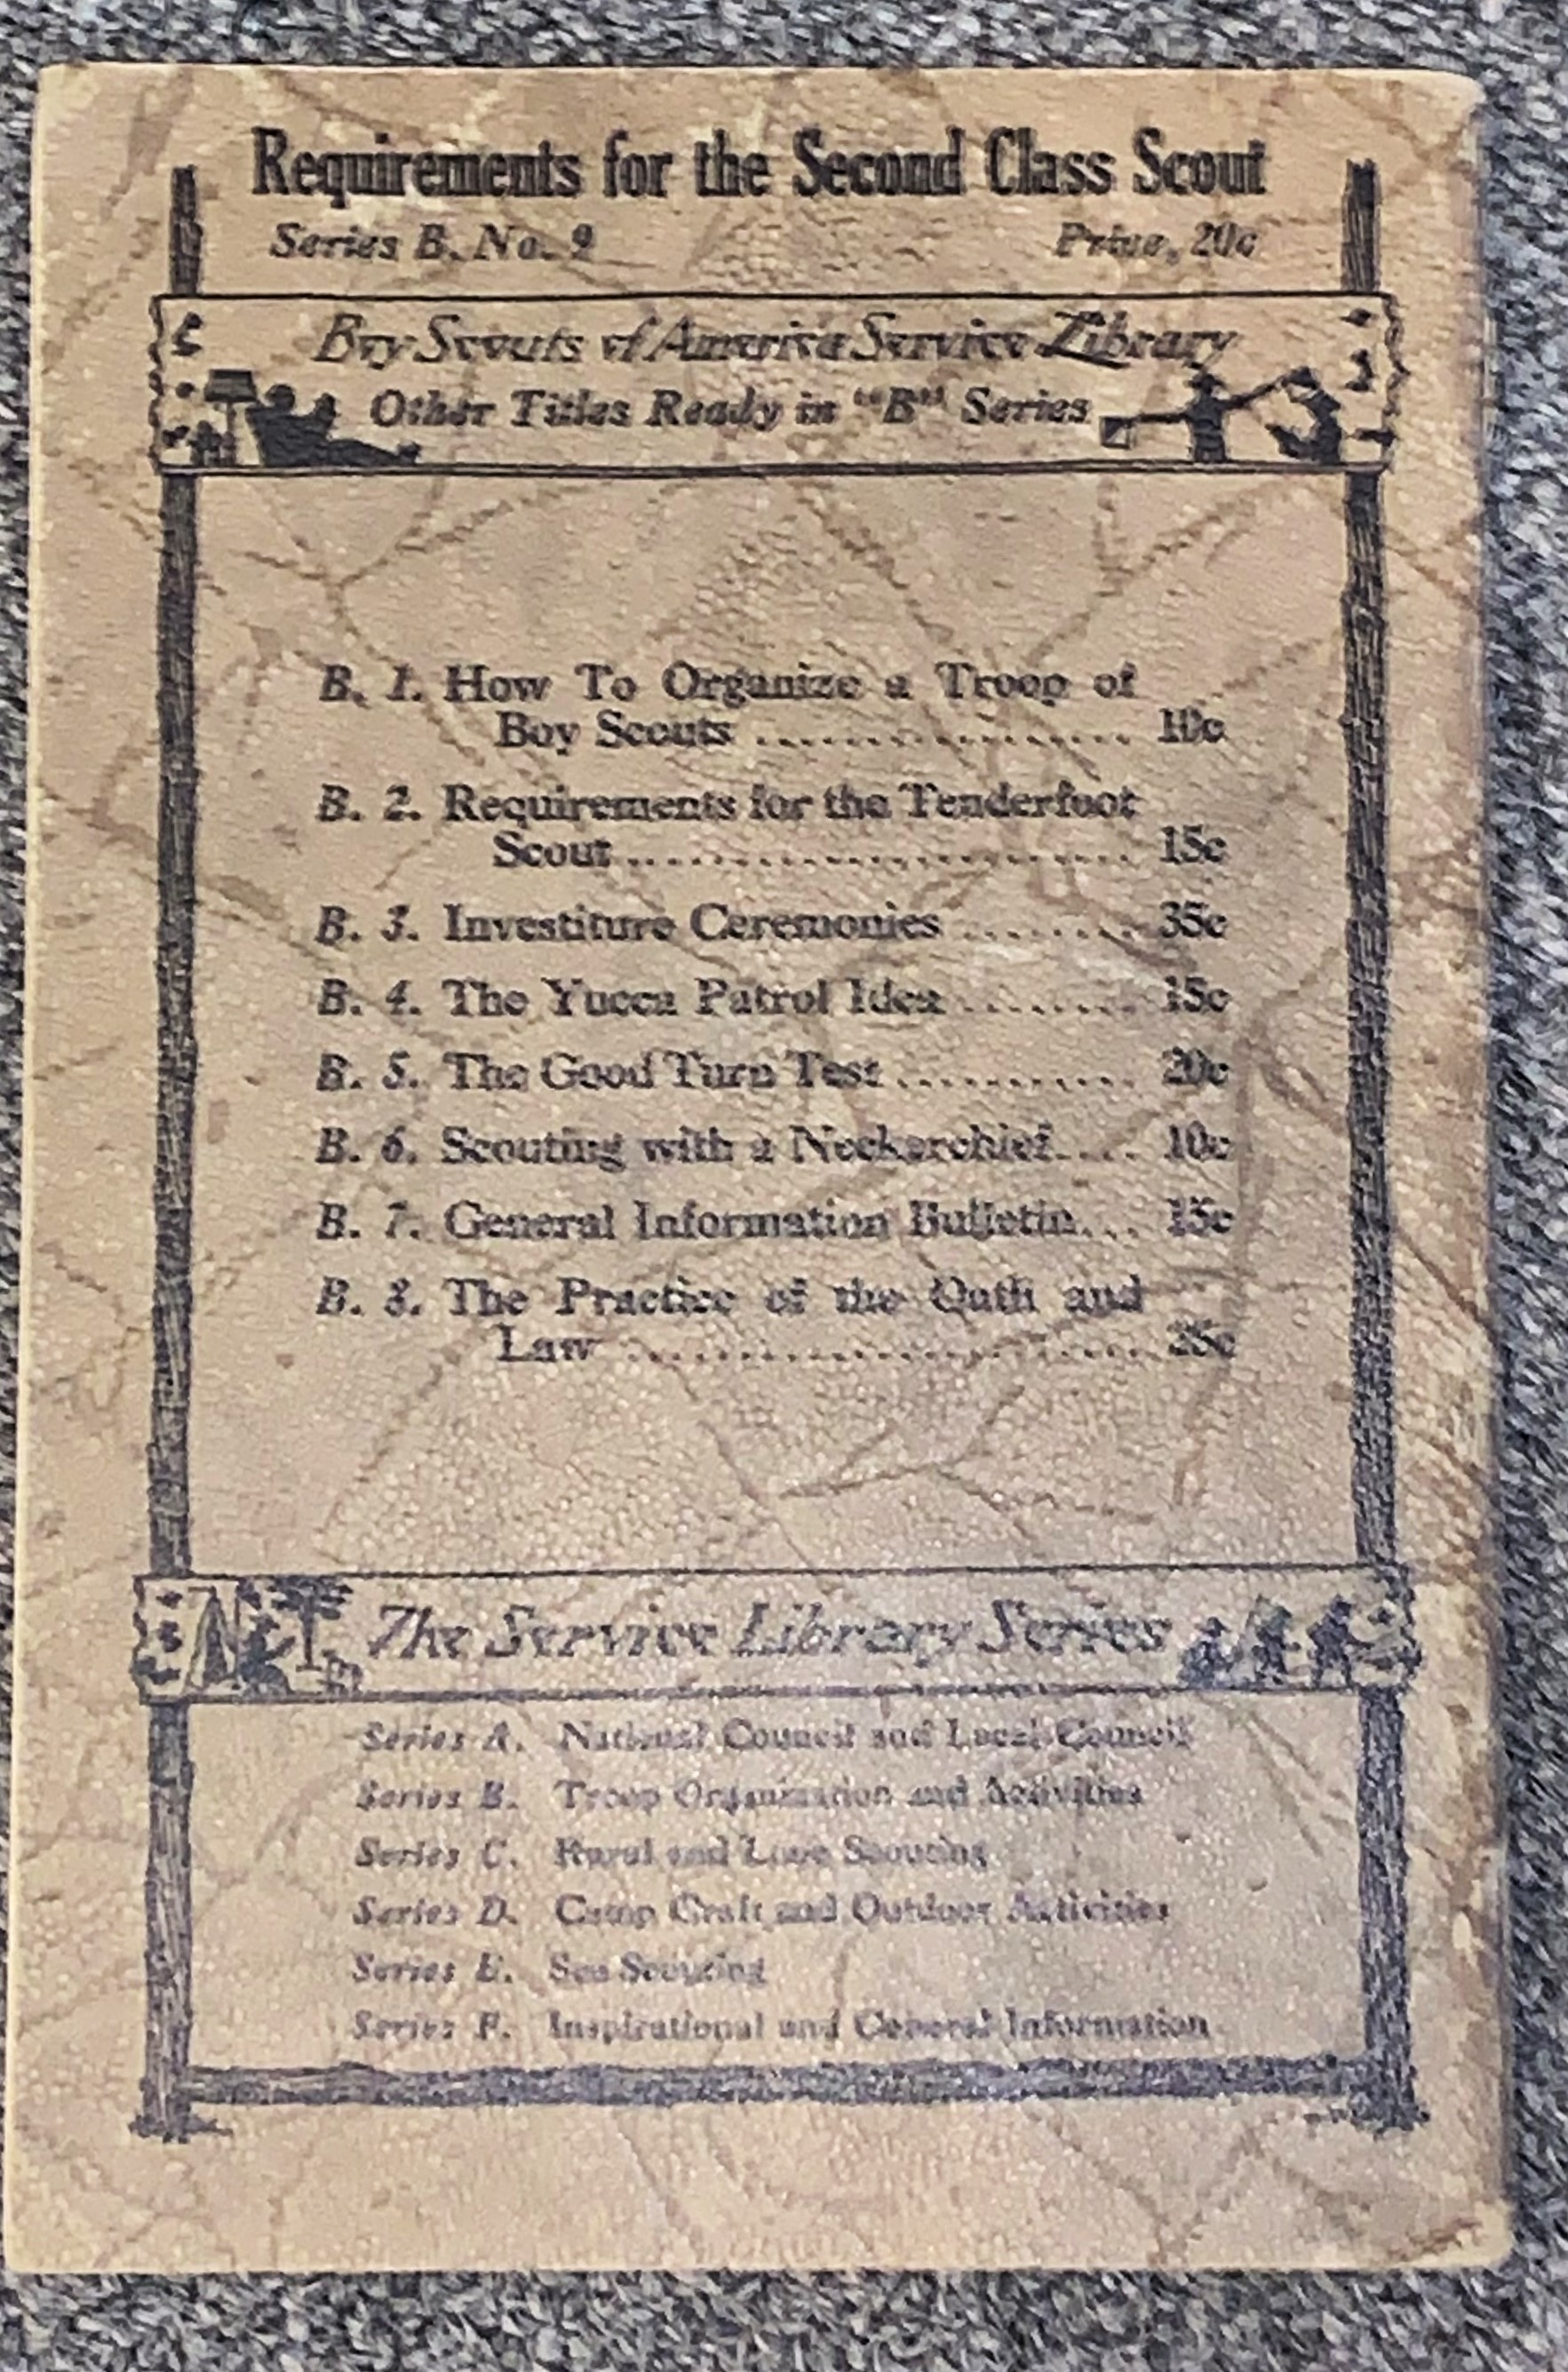 Requirements for the Second Class Scout
Series B. No. 9 Price, 20c
Boy Scouts of America Service Library
Other Titles Ready in "B" Series
B. 1. How To Organize a Troop of
Boy Scouts ................. 10c
B. 2. Requirements for the Tenderfoot
Scout....................... 15c
B. 3. Investiture Ceremonies ........ 35c
B. 4. The Yucca Patrol Idea ........ 15c
B. 5. The Good Turn Test ........... 20c
B. 6. Scouting with a Neckerchief.... 10c
B. 7. General Information Bulletin... 15c
B. 8. The Practice of the Oath and
Law .......................
The Service Library Series
Series A. National Council and Local Council
Series B. Troop Organization and Activities
Series C. Rural and Lone Scouting
Series D. Camp Craft and Outdoor Activities
Series E. Sea Scouting
Series F. Inspirational and General Information